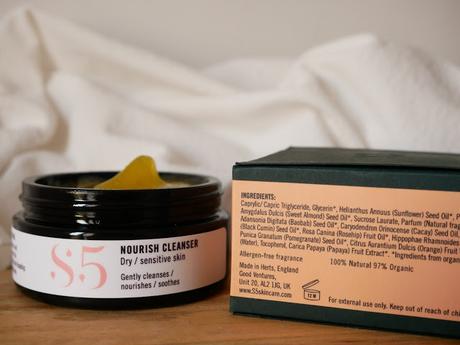 S5
NOURISH CLEANSER
Dry / sensitive skin
Gently cleanses /
nourishes / soothes
INGREDIENTS:
Caprylic/ Capric Triglyceride, Glycerin*, Helianthus Annuus (Sunflower) Seed Oil*, P
Amygdalus Dulcis (Sweet Almond) Seed Oil*, Sucrose Laurate, Parfum (Natural frag
Adansonia Digitata (Baobab) Seed Oil*, Caryodendron Orinocense (Cacay) Seed Oil,
(Black Cumin) Seed Oil*, Rosa Canina (Rosehip) Fruit Oil*, Hippophae Rhamnoides
Punica Granatum (Pomegranate) Seed Oil*, Citrus Aurantium Dulcis (Orange) Fruit
(Water), Tocopherol, Carica Papaya (Papaya) Fruit Extract*. *Ingredients from organi
Allergen-free fragrance
100% Natural 97% Organic
Made in Herts, England
Good Ventures,
Unit 20, AL2 1JG, UK
www.S5skincare.com
12 M
For external use only. Keep out of reach of chi